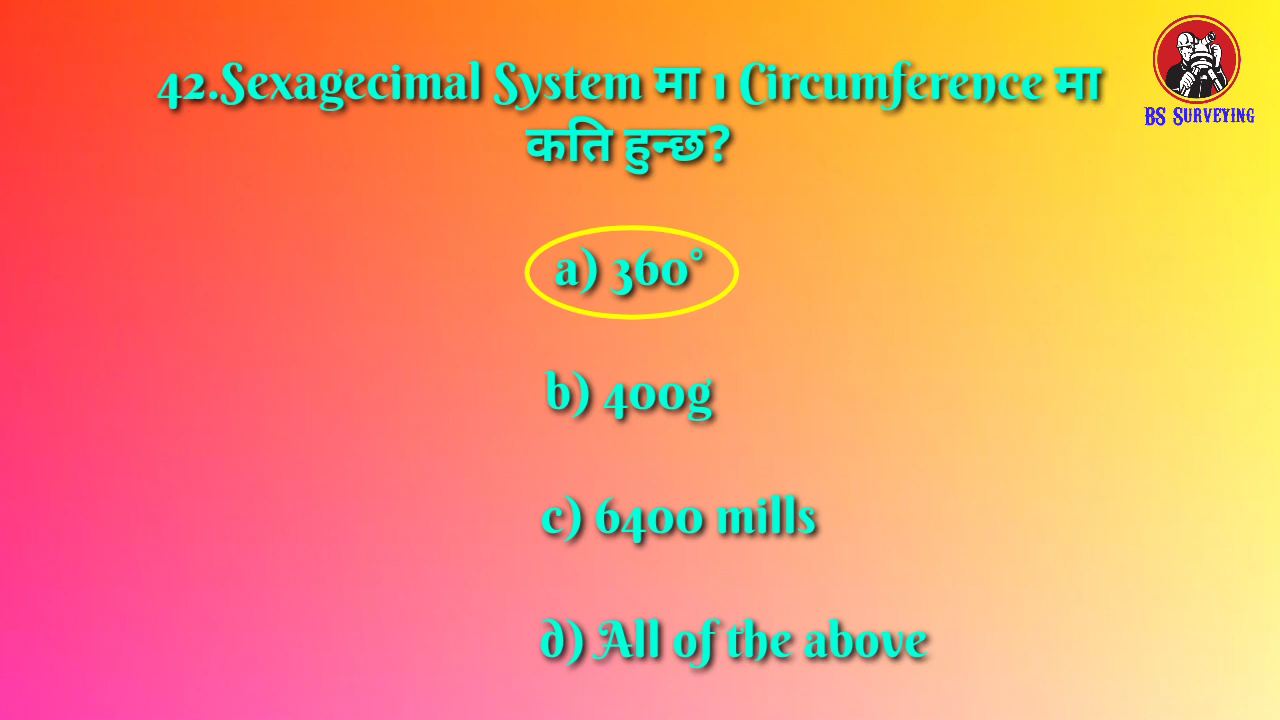 42.Sexagecimal System मा 1 Circumference मा
कति हुन्छ?
BS SURVEYING
a) 360°
b) 400g
c) 6400 mills
d) All of the above